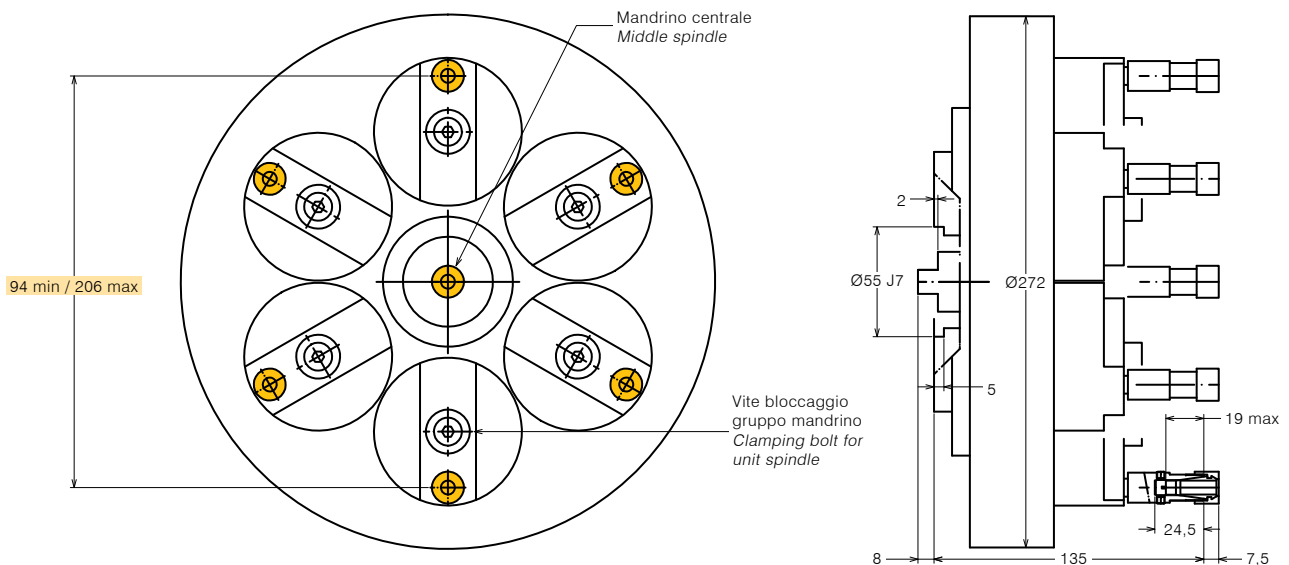 Mandrino centrale
Middle spindle
94 min / 206 max
Vite bloccaggio
gruppo mandrino
Clamping bolt for
unit spindle
2
Ø55 J7
Ø272
5
19 max
24,5
8
135
7,5